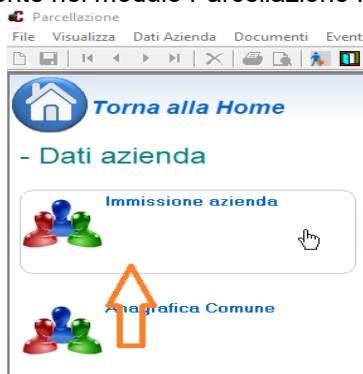 nte nel modulo Parcellazione
Parcellazione
File Visualizza Dati Azienda Documenti Event
Torna alla Home
- Dati azienda
Immissione azienda
Anagrafica Comune